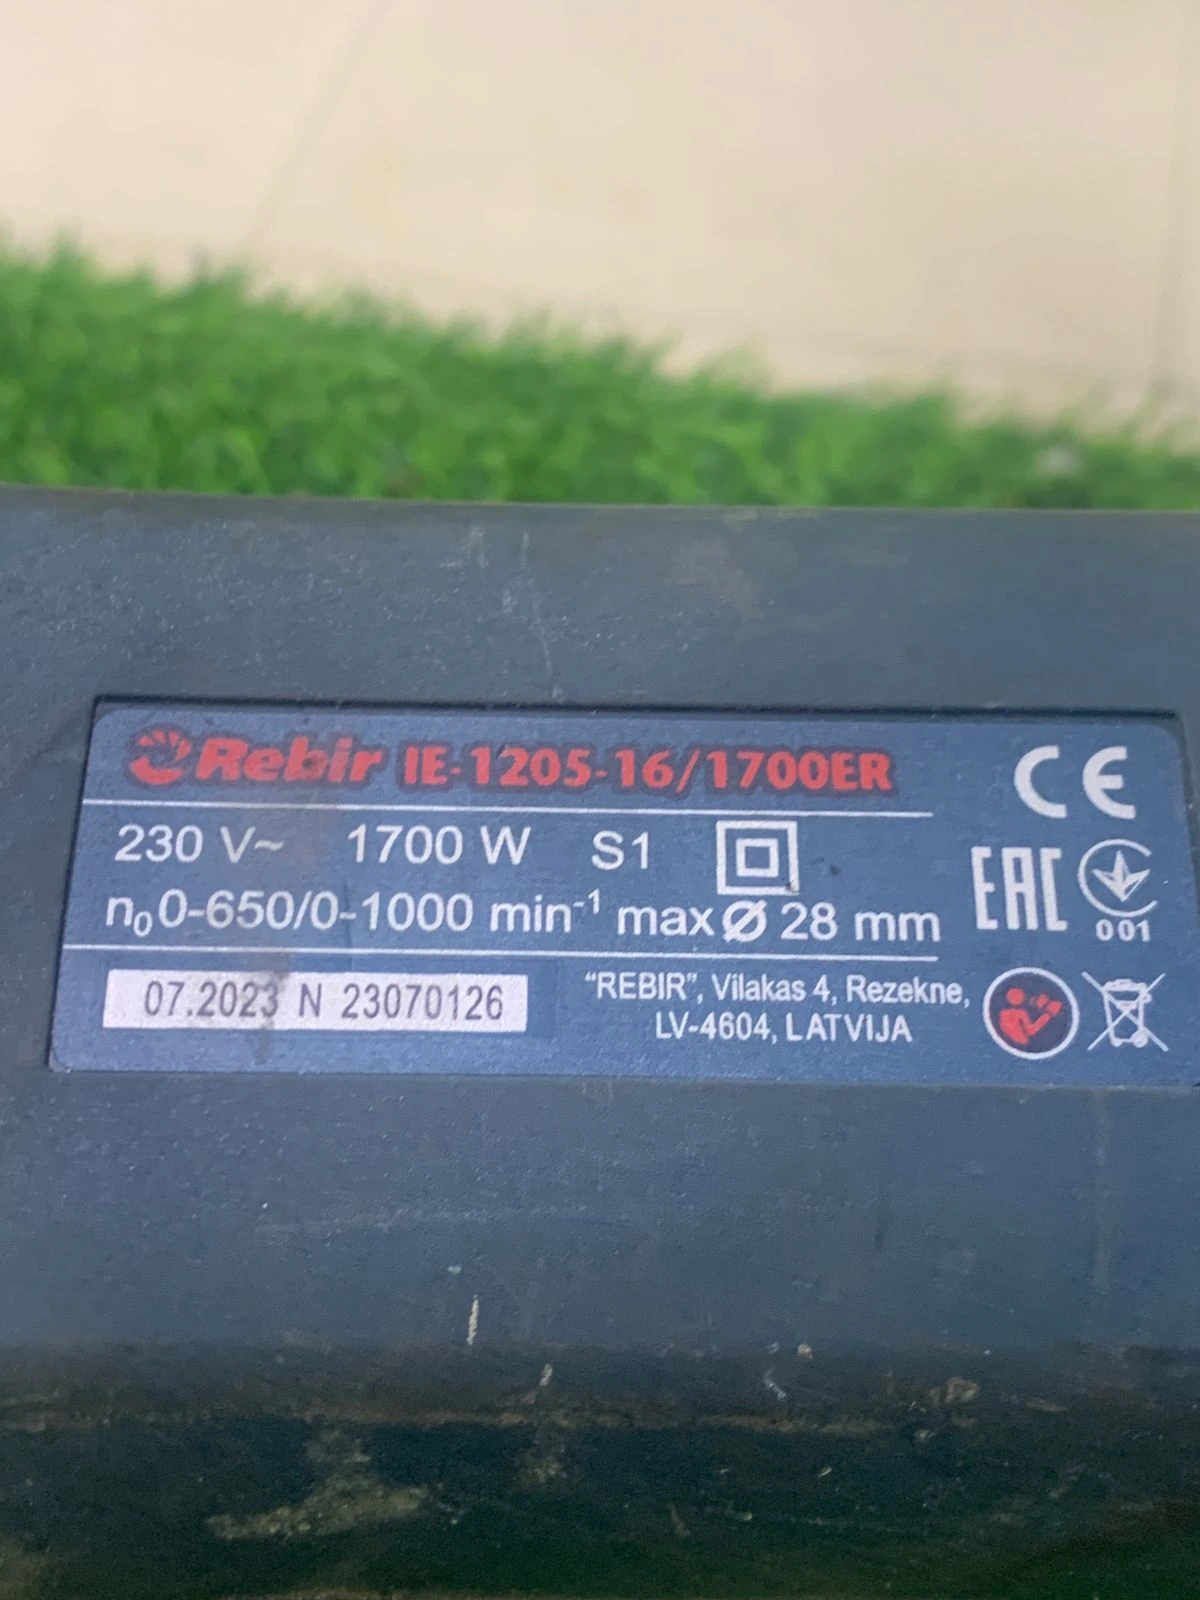 Rebir IE-1205-16/1700ER
CE
230 V~ 1700 W S1
n₀ 0-650/0-1000 min⁻¹ max Ø 28 mm
EAC
001
07.2023 N 23070126
"REBIR", Vilakas 4, Rezekne,
LV-4604, LATVIJA